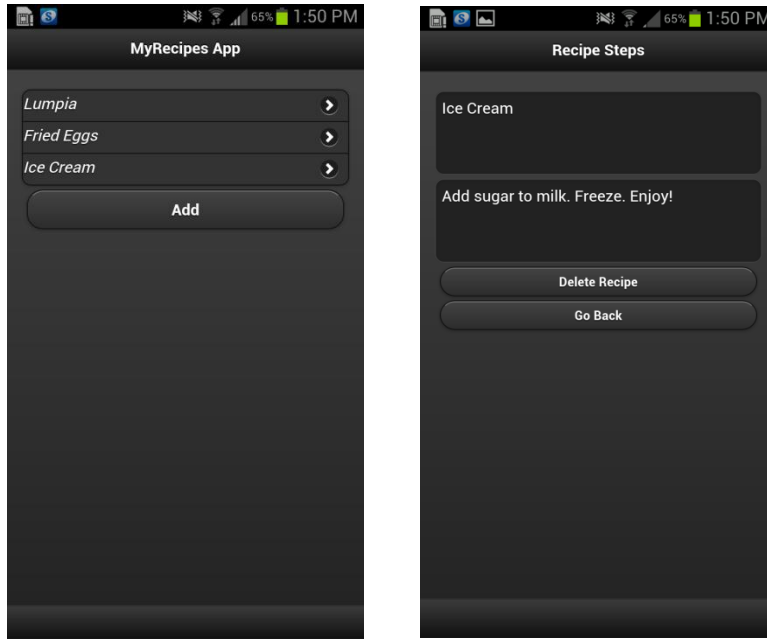 65% 1:50 PM
MyRecipes App
Lumpia
Fried Eggs
Ice Cream
Add
65% 1:50 PM
Recipe Steps
Ice Cream
Add sugar to milk. Freeze. Enjoy!
Delete Recipe
Go Back